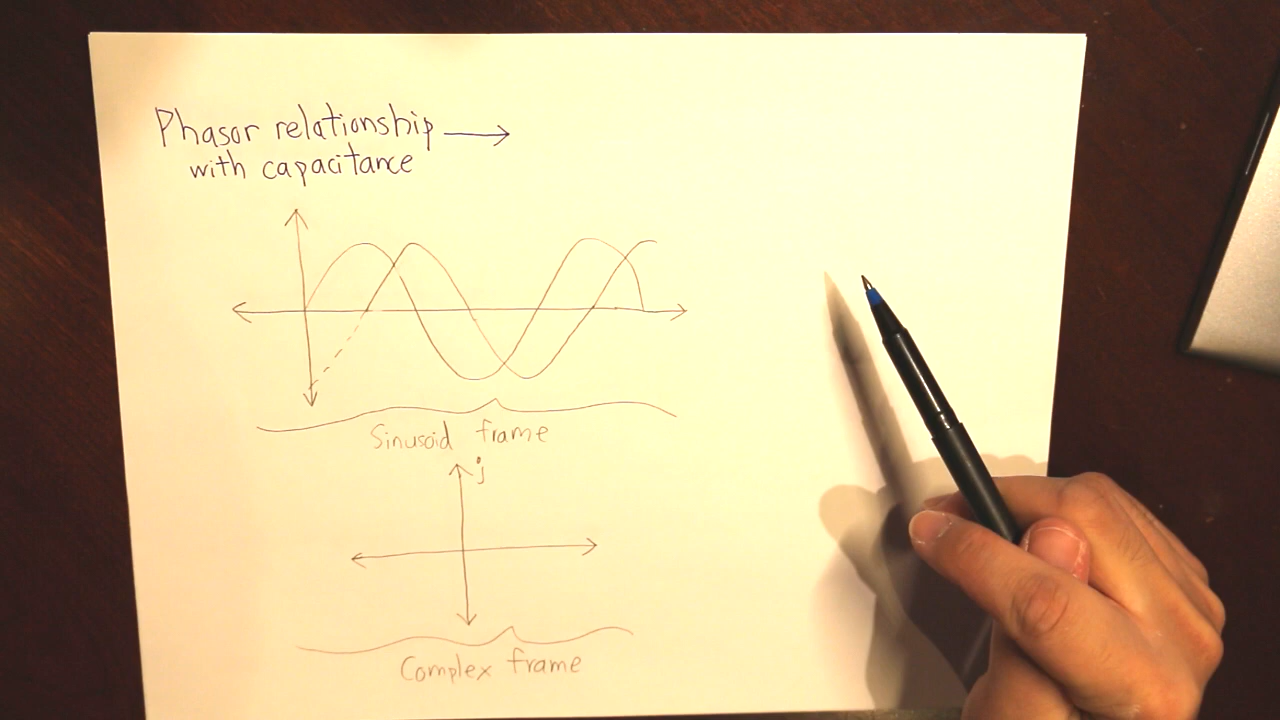 Phasor relationship
with capacitance
Sinusoid frame
j
Complex frame